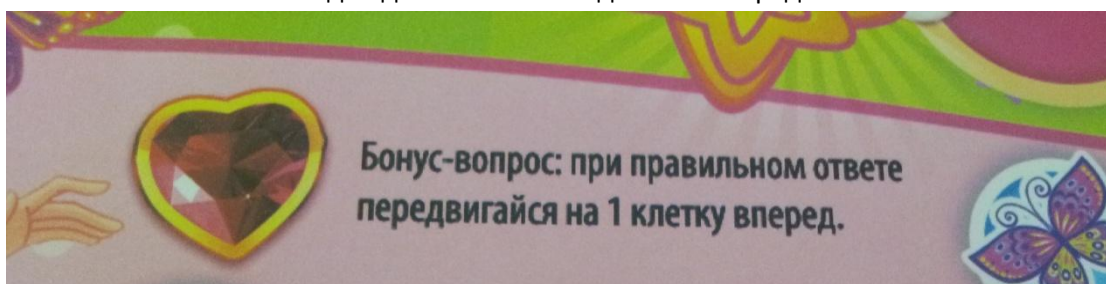 Бонус-вопрос: при правильном ответе
передвигайся на 1 клетку вперед.